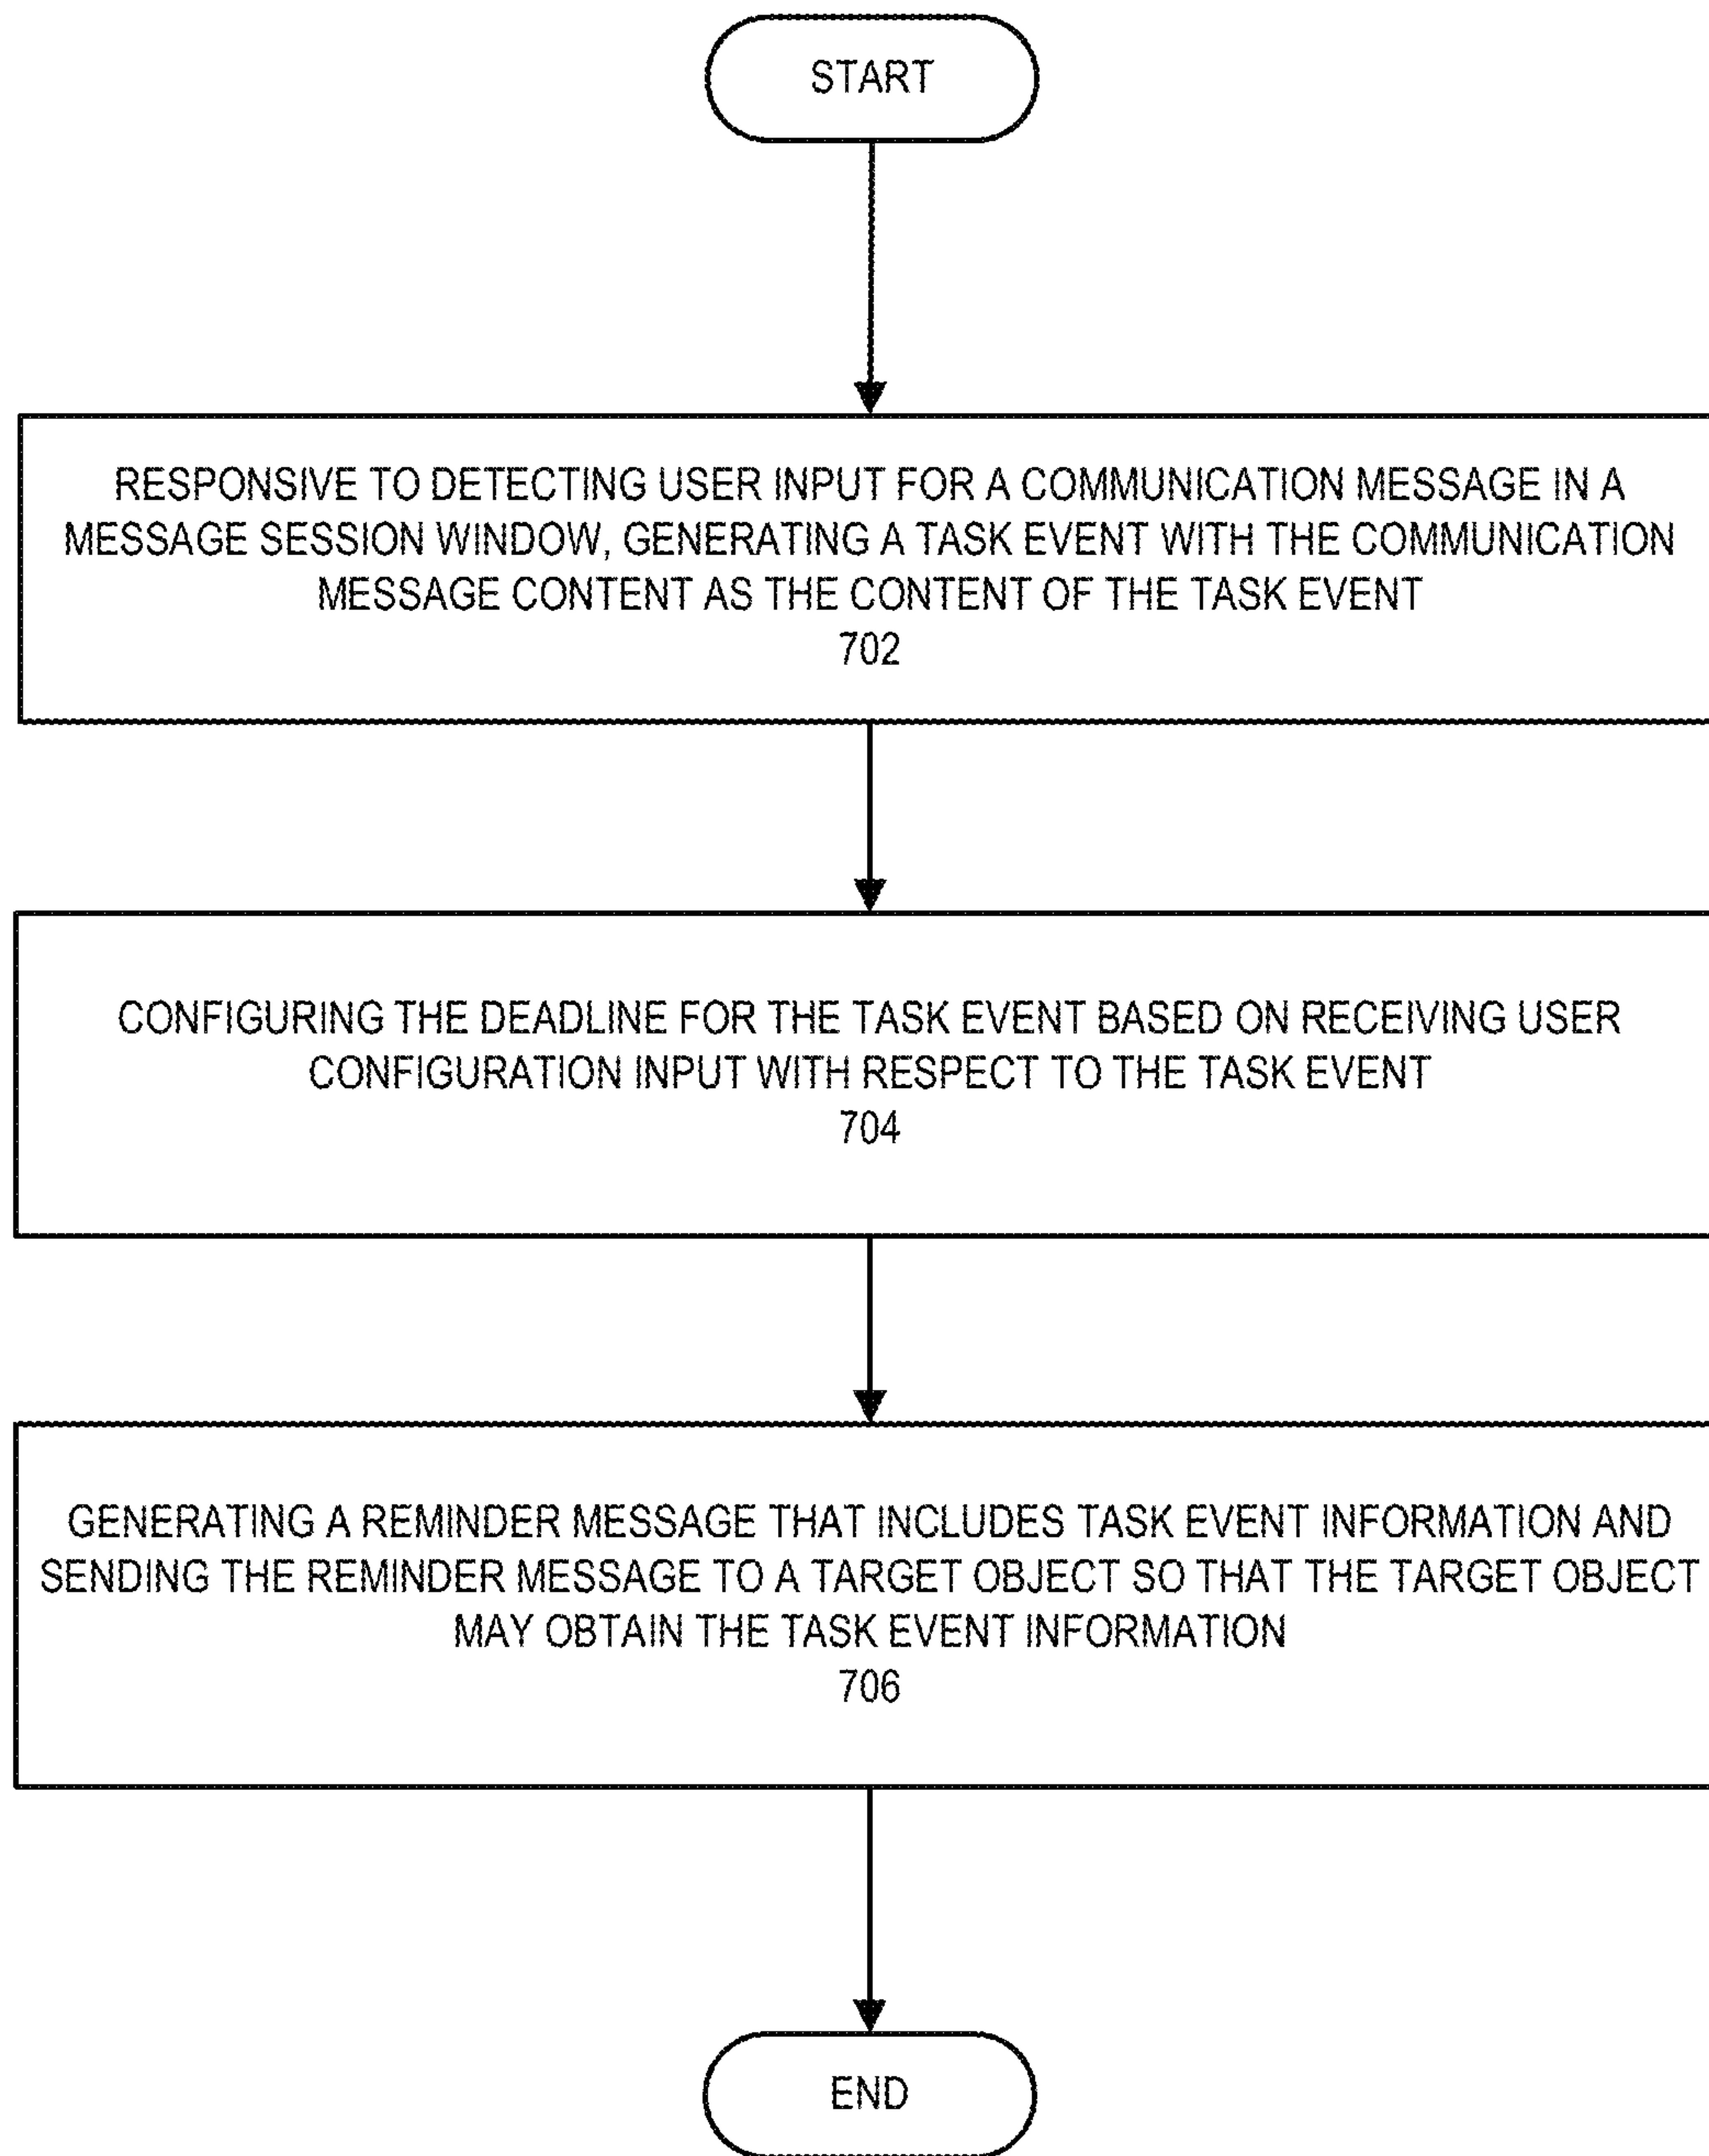 START
RESPONSIVE TO DETECTING USER INPUT FOR A COMMUNICATION MESSAGE IN A
MESSAGE SESSION WINDOW, GENERATING A TASK EVENT WITH THE COMMUNICATION
MESSAGE CONTENT AS THE CONTENT OF THE TASK EVENT
702
CONFIGURING THE DEADLINE FOR THE TASK EVENT BASED ON RECEIVING USER
CONFIGURATION INPUT WITH RESPECT TO THE TASK EVENT
704
GENERATING A REMINDER MESSAGE THAT INCLUDES TASK EVENT INFORMATION AND
SENDING THE REMINDER MESSAGE TO A TARGET OBJECT SO THAT THE TARGET OBJECT
MAY OBTAIN THE TASK EVENT INFORMATION
706
END